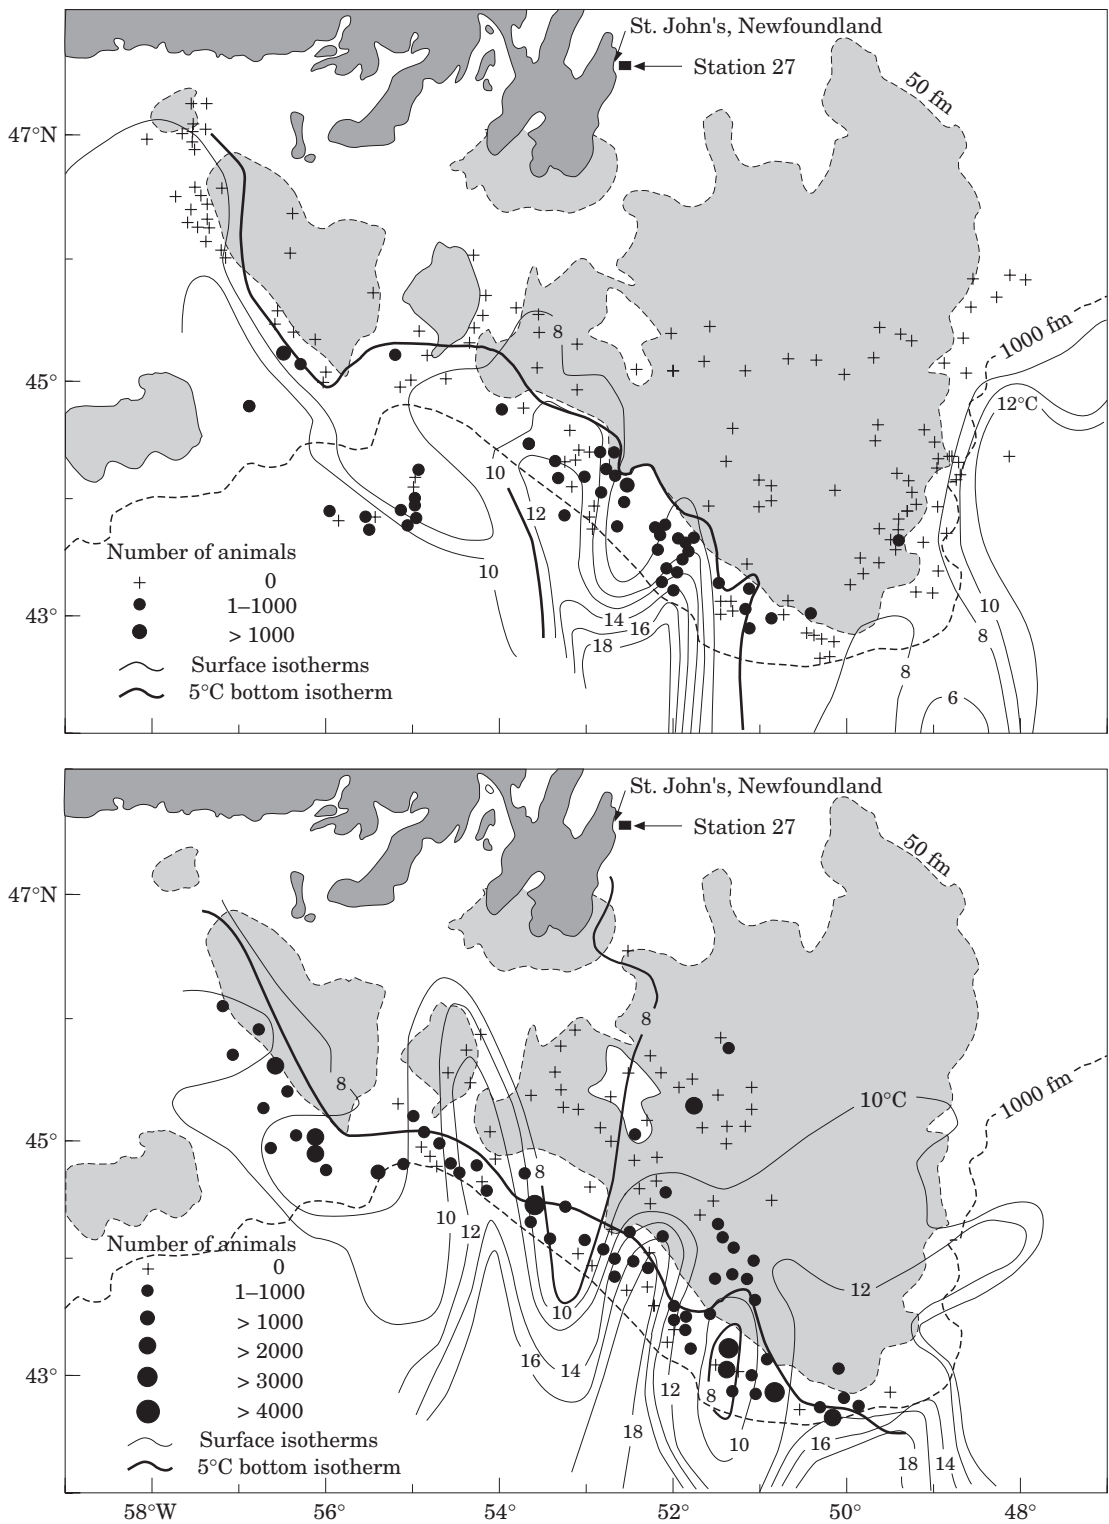 St. John's, Newfoundland
Station 27
50 fm
47°N
1000 fm
8
45°
12°C
10
12
10
Number of animals
0
1–1000
> 1000
Surface isotherms
5°C bottom isotherm
43°
14
16
18
10
8
8
6
St. John's, Newfoundland
Station 27
50 fm
47°N
8
8
1000 fm
10°C
45°
8
10
12
Number of animals
0
1–1000
> 1000
> 2000
> 3000
> 4000
Surface isotherms
5°C bottom isotherm
12
10
16
14
43°
12
8
18
10
16
18
14
58°W
56°
54°
52°
50°
48°